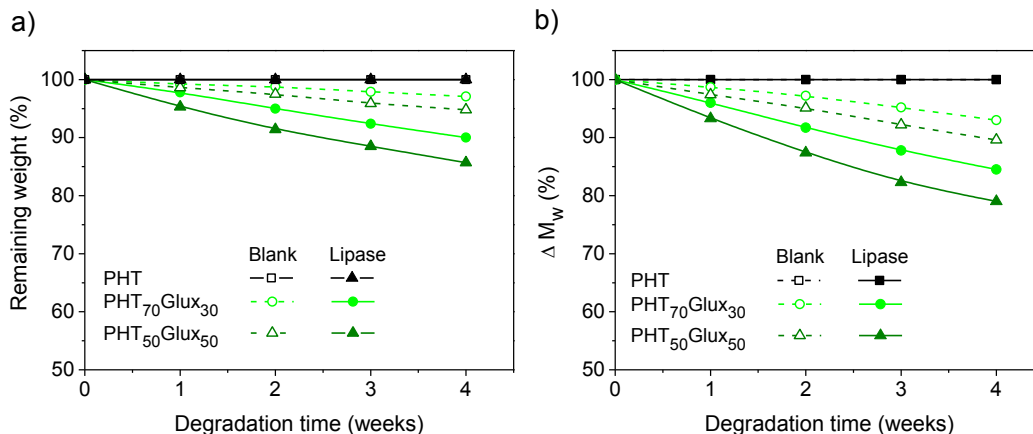 a)
Remaining weight (%)
100
90
80
70
60
50
Blank Lipase
PHT
PHT70Glux30
PHT50Glux50
0 1 2 3 4
Degradation time (weeks)
b)
Δ Mw (%)
100
90
80
70
60
50
Blank Lipase
PHT
PHT70Glux30
PHT50Glux50
0 1 2 3 4
Degradation time (weeks)